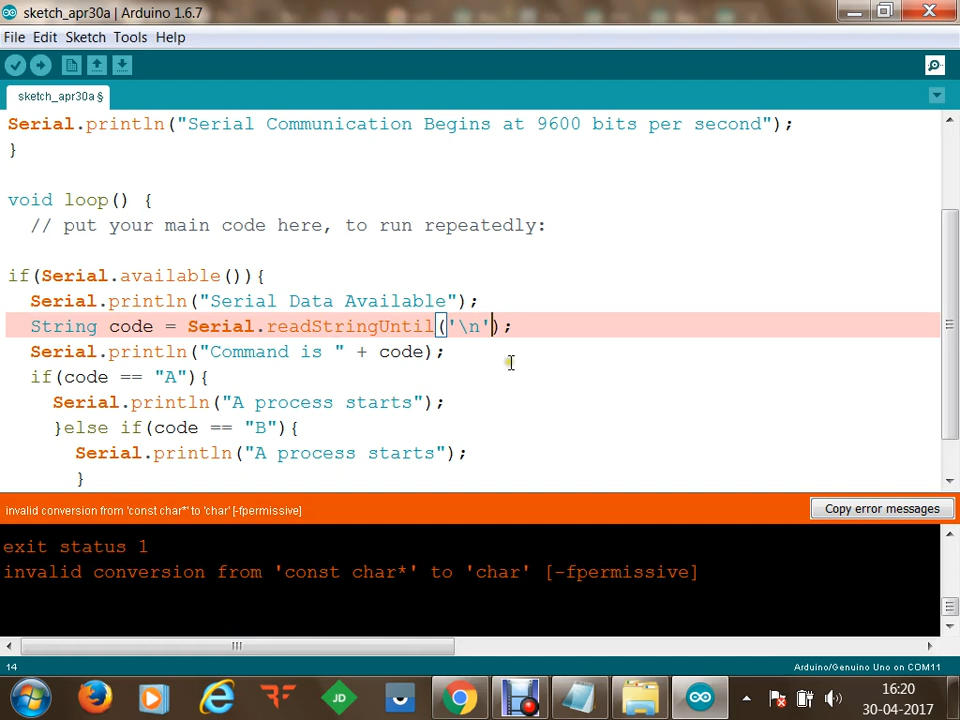 sketch_apr30a | Arduino 1.6.7
File Edit Sketch Tools Help
sketch_apr30a §
Serial.println("Serial Communication Begins at 9600 bits per second");
}
void loop() {
// put your main code here, to run repeatedly:
if(Serial.available()){
Serial.println("Serial Data Available");
String code = Serial.readStringUntil('\n');
Serial.println("Command is " + code);
if(code == "A"){
Serial.println("A process starts");
}else if(code == "B"){
Serial.println("A process starts");
}
invalid conversion from 'const char*' to 'char' [-fpermissive]
Copy error messages
exit status 1
invalid conversion from 'const char*' to 'char' [-fpermissive]
14
Arduino/Genuino Uno on COM11
JD
16:20
30-04-2017